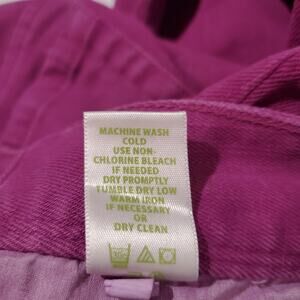 MACHINE WASH
COLD
USE NON-
CHLORINE BLEACH
IF NEEDED
DRY PROMPTLY
TUMBLE DRY LOW
WARM IRON
IF NECESSARY
OR
DRY CLEAN